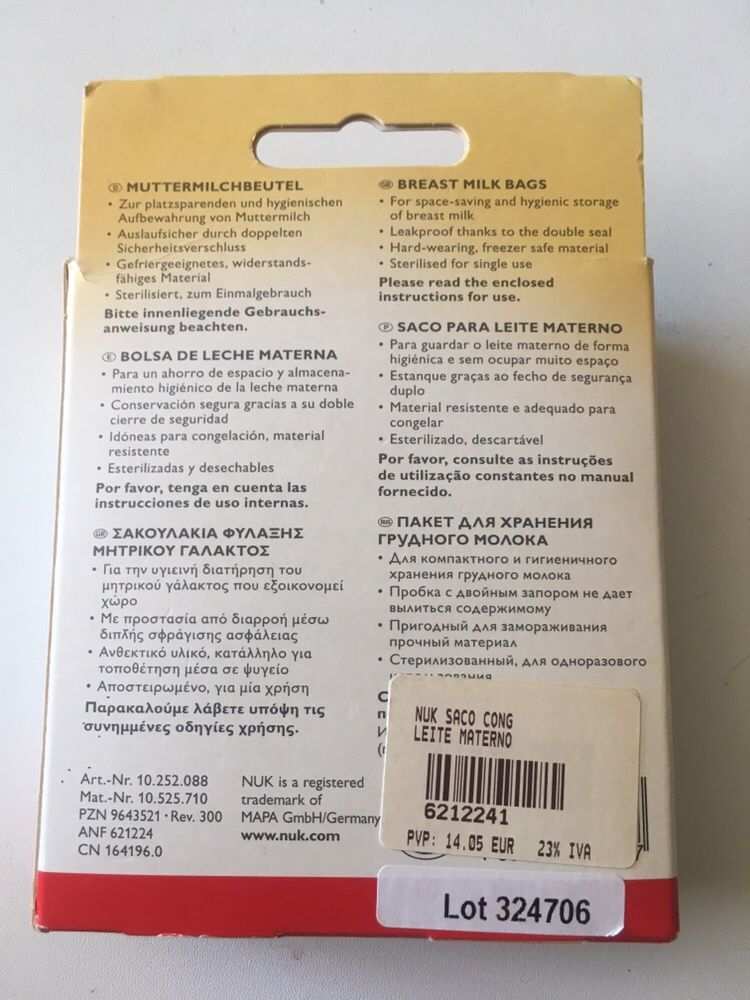 D MUTTERMILCHBEUTEL
• Zur platzsparenden und hygienischen
Aufbewahrung von Muttermilch
• Auslaufsicher durch doppelten
Sicherheitsverschluss
• Gefriergeeignetes, widerstands-
fähiges Material
• Sterilisiert, zum Einmalgebrauch
Bitte innenliegende Gebrauchs-
anweisung beachten.
E BOLSA DE LECHE MATERNA
• Para un ahorro de espacio y almacena-
miento higiénico de la leche materna
• Conservación segura gracias a su doble
cierre de seguridad
• Idóneas para congelación, material
resistente
• Esterilizadas y desechables
Por favor, tenga en cuenta las
instrucciones de uso internas.
GR ΣΑΚΟΥΛΑΚΙΑ ΦΥΛΑΞΗΣ
ΜΗΤΡΙΚΟΥ ΓΑΛΑΚΤΟΣ
• Για την υγιεινή διατήρηση του
μητρικού γάλακτος που εξοικονομεί
χώρο
• Με προστασία από διαρροή μέσω
διπλής σφράγισης ασφάλειας
• Ανθεκτικό υλικό, κατάλληλο για
τοποθέτηση μέσα σε ψυγείο
• Αποστειρωμένο, για μία χρήση
Παρακαλούμε λάβετε υπόψη τις
συνημμένες οδηγίες χρήσης.
GB BREAST MILK BAGS
• For space-saving and hygienic storage
of breast milk
• Leakproof thanks to the double seal
• Hard-wearing, freezer safe material
• Sterilised for single use
Please read the enclosed
instructions for use.
P SACO PARA LEITE MATERNO
• Para guardar o leite materno de forma
higiénica e sem ocupar muito espaço
• Estanque graças ao fecho de segurança
duplo
• Material resistente e adequado para
congelar
• Esterilizado, descartável
Por favor, consulte as instruções
de utilização constantes no manual
fornecido.
RUS ПАКЕТ ДЛЯ ХРАНЕНИЯ
ГРУДНОГО МОЛОКА
• Для компактного и гигиеничного
хранения грудного молока
• Пробка с двойным запором не дает
вылиться содержимому
• Пригодный для замораживания
прочный материал
• Стерилизованный, для одноразового
использования
Art.-Nr. 10.252.088
Mat.-Nr. 10.525.710
PZN 9643521 · Rev. 300
ANF 621224
CN 164196.0
NUK is a registered
trademark of
MAPA GmbH/Germany
www.nuk.com
NUK SACO CONG
LEITE MATERNO
6212241
PVP: 14.05 EUR 23% IVA
Lot 324706